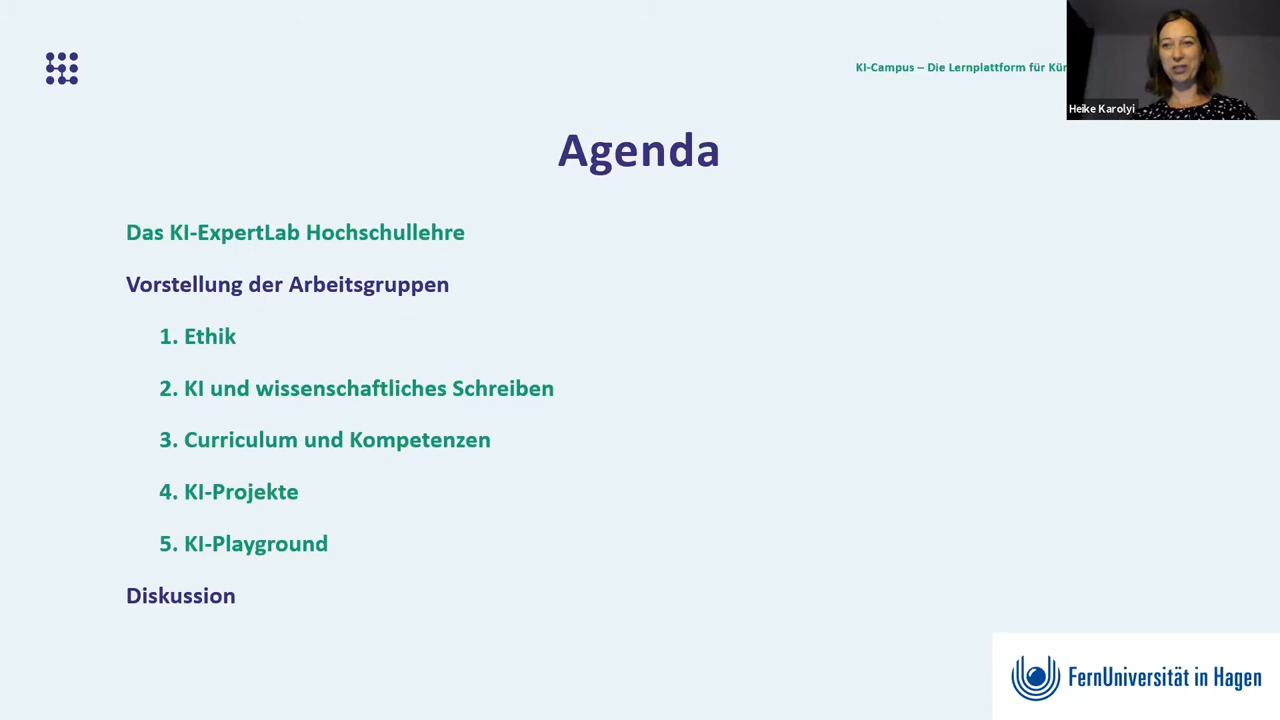 KI-Campus – Die Lernplattform für
Heike Karolyi
Agenda
Das KI-ExpertLab Hochschullehre
Vorstellung der Arbeitsgruppen
1. Ethik
2. KI und wissenschaftliches Schreiben
3. Curriculum und Kompetenzen
4. KI-Projekte
5. KI-Playground
Diskussion
FernUniversität in Hagen